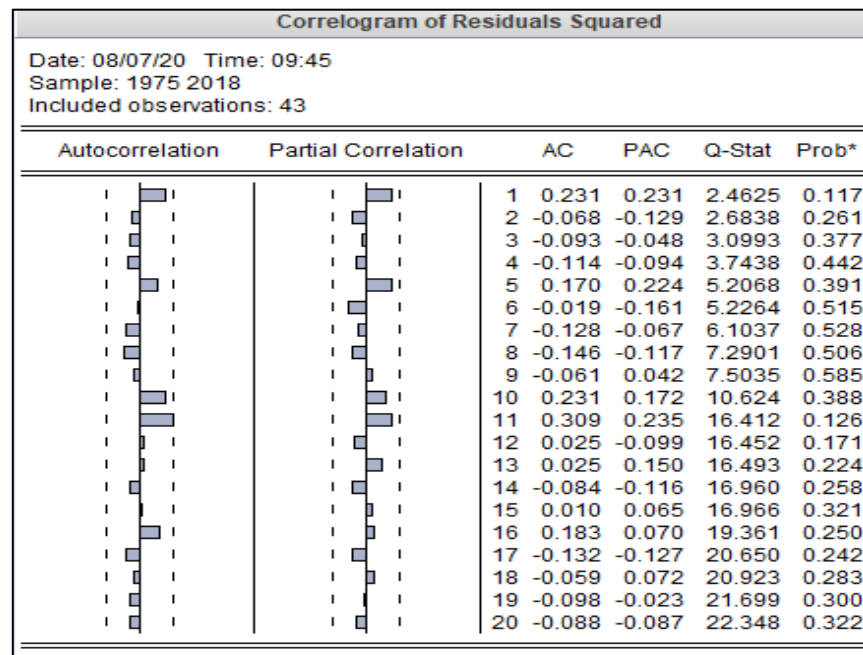 Correlogram of Residuals Squared
Date: 08/07/20 Time: 09:45
Sample: 1975 2018
Included observations: 43
Autocorrelation Partial Correlation AC PAC Q-Stat Prob*
1 0.231 0.231 2.4625 0.117
2 -0.068 -0.129 2.6838 0.261
3 -0.093 -0.048 3.0993 0.377
4 -0.114 -0.094 3.7438 0.442
5 0.170 0.224 5.2068 0.391
6 -0.019 -0.161 5.2264 0.515
7 -0.128 -0.067 6.1037 0.528
8 -0.146 -0.117 7.2901 0.506
9 -0.061 0.042 7.5035 0.585
10 0.231 0.172 10.624 0.388
11 0.309 0.235 16.412 0.126
12 0.025 -0.099 16.452 0.171
13 0.025 0.150 16.493 0.224
14 -0.084 -0.116 16.960 0.258
15 0.010 0.065 16.966 0.321
16 0.183 0.070 19.361 0.250
17 -0.132 -0.127 20.650 0.242
18 -0.059 0.072 20.923 0.283
19 -0.098 -0.023 21.699 0.300
20 -0.088 -0.087 22.348 0.322